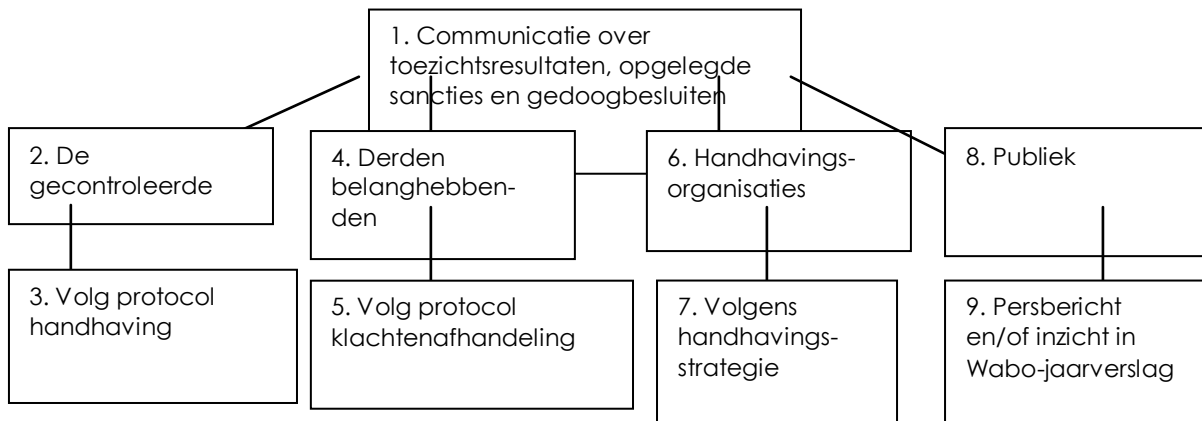 1. Communicatie over
toezichtsresultaten, opgelegde
sancties en gedoogbesluiten
2. De
gecontroleerde
3. Volg protocol
handhaving
4. Derden
belanghebben-
den
5. Volg protocol
klachtenafhandeling
6. Handhavings-
organisaties
7. Volgens
handhavings-
strategie
8. Publiek
9. Persbericht
en/of inzicht in
Wabo-jaarverslag